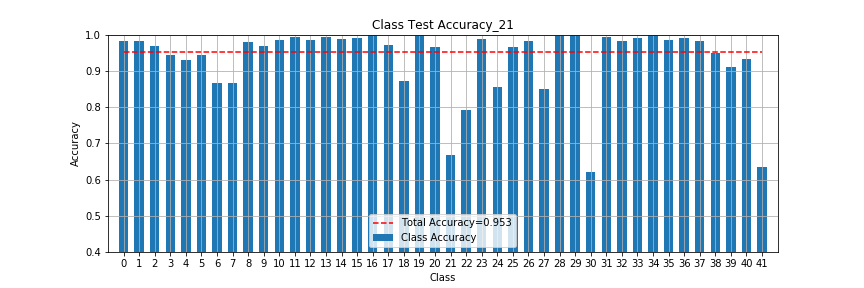 Class Test Accuracy_21
1.0
0.9
0.8
0.7
0.6
0.5
0.4
Accuracy
Total Accuracy=0.953
Class Accuracy
0 1 2 3 4 5 6 7 8 9 10 11 12 13 14 15 16 17 18 19 20 21 22 23 24 25 26 27 28 29 30 31 32 33 34 35 36 37 38 39 40 41
Class